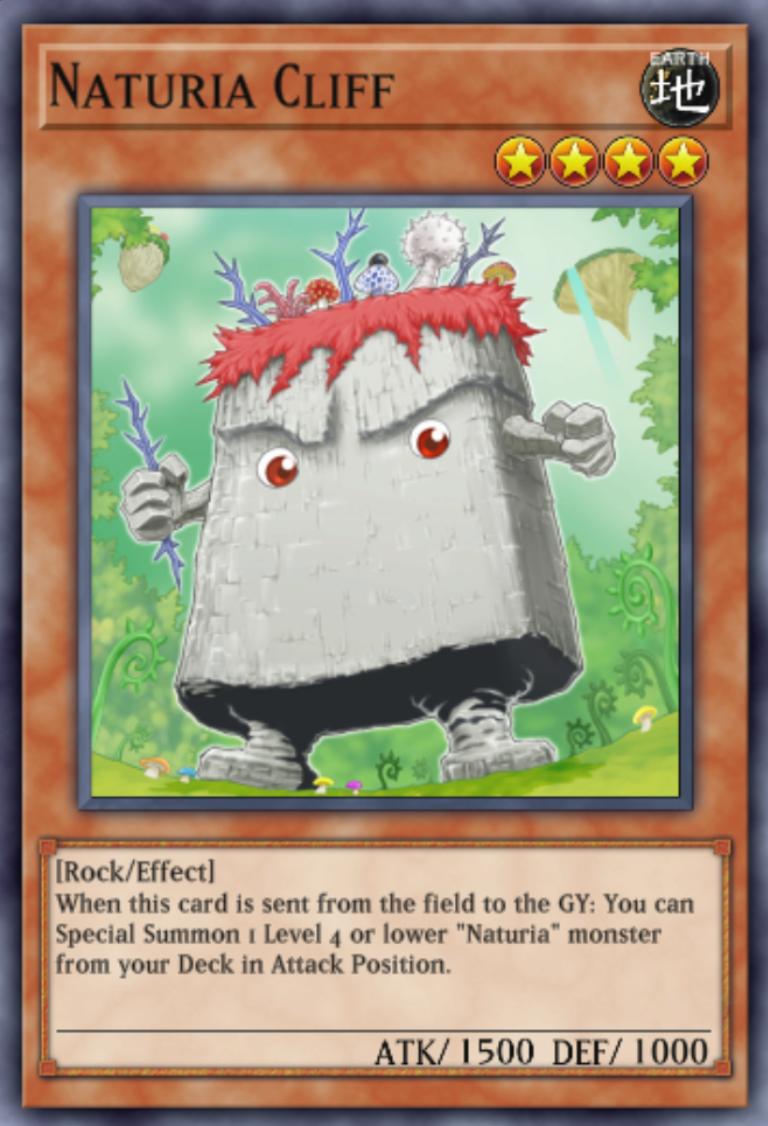 Naturia Cliff
EARTH
地
[Rock/Effect]
When this card is sent from the field to the GY: You can
Special Summon 1 Level 4 or lower "Naturia" monster
from your Deck in Attack Position.
ATK/ 1500 DEF/ 1000